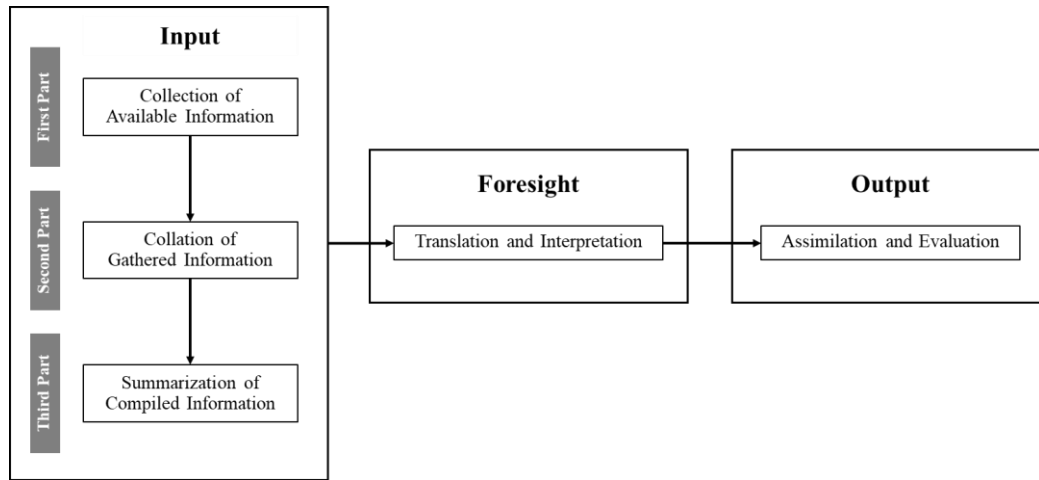 Input
First Part
Collection of
Available Information
Second Part
Collation of
Gathered Information
Third Part
Summarization of
Compiled Information
Foresight
Translation and Interpretation
Output
Assimilation and Evaluation